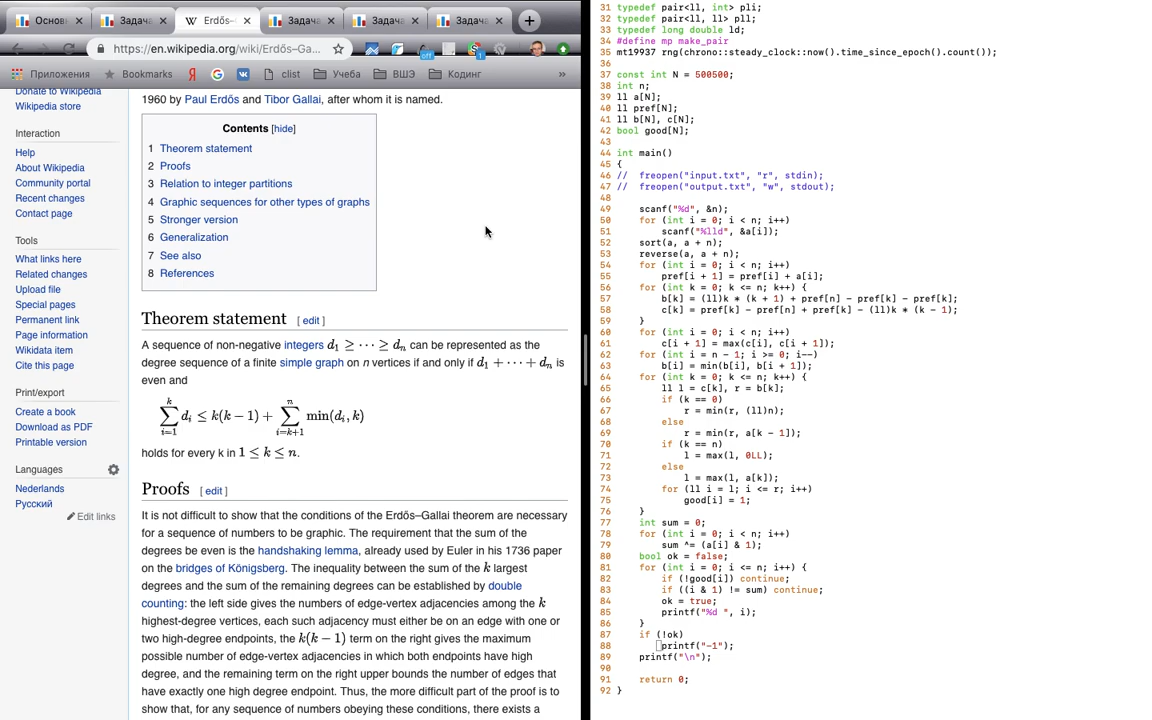 Основ
Задача
Erdős–
Задача
Задача
Задача
https://en.wikipedia.org/wiki/Erdős–Ga...
off
1
Приложения
Bookmarks
Я
clist
Учеба
ВШЭ
Кодинг
»
Donate to Wikipedia
Wikipedia store
Interaction
Help
About Wikipedia
Community portal
Recent changes
Contact page
Tools
What links here
Related changes
Upload file
Special pages
Permanent link
Page information
Wikidata item
Cite this page
Print/export
Create a book
Download as PDF
Printable version
Languages
Nederlands
Русский
Edit links
1960 by Paul Erdős and Tibor Gallai, after whom it is named.
Contents [hide]
1 Theorem statement
2 Proofs
3 Relation to integer partitions
4 Graphic sequences for other types of graphs
5 Stronger version
6 Generalization
7 See also
8 References
Theorem statement [ edit ]
A sequence of non-negative integers d₁ ≥ ⋯ ≥ dₙ can be represented as the
degree sequence of a finite simple graph on n vertices if and only if d₁ + ⋯ + dₙ is
even and
∑_{i=1}^{k} d_i ≤ k(k − 1) + ∑_{i=k+1}^{n} min(d_i, k)
holds for every k in 1 ≤ k ≤ n.
Proofs [ edit ]
It is not difficult to show that the conditions of the Erdős–Gallai theorem are necessary
for a sequence of numbers to be graphic. The requirement that the sum of the
degrees be even is the handshaking lemma, already used by Euler in his 1736 paper
on the bridges of Königsberg. The inequality between the sum of the k largest
degrees and the sum of the remaining degrees can be established by double
counting: the left side gives the numbers of edge-vertex adjacencies among the k
highest-degree vertices, each such adjacency must either be on an edge with one or
two high-degree endpoints, the k(k − 1) term on the right gives the maximum
possible number of edge-vertex adjacencies in which both endpoints have high
degree, and the remaining term on the right upper bounds the number of edges that
have exactly one high degree endpoint. Thus, the more difficult part of the proof is to
show that, for any sequence of numbers obeying these conditions, there exists a
31 typedef pair<ll, int> pli;
32 typedef pair<ll, ll> pll;
33 typedef long double ld;
34 #define mp make_pair
35 mt19937 rng(chrono::steady_clock::now().time_since_epoch().count());
36
37 const int N = 500500;
38 int n;
39 ll a[N];
40 ll pref[N];
41 ll b[N], c[N];
42 bool good[N];
43
44 int main()
45 {
46 //  freopen("input.txt", "r", stdin);
47 //  freopen("output.txt", "w", stdout);
48
49     scanf("%d", &n);
50     for (int i = 0; i < n; i++)
51         scanf("%lld", &a[i]);
52     sort(a, a + n);
53     reverse(a, a + n);
54     for (int i = 0; i < n; i++)
55         pref[i + 1] = pref[i] + a[i];
56     for (int k = 0; k <= n; k++) {
57         b[k] = (ll)k * (k + 1) + pref[n] - pref[k] - pref[k];
58         c[k] = pref[k] - pref[n] + pref[k] - (ll)k * (k - 1);
59     }
60     for (int i = 0; i < n; i++)
61         c[i + 1] = max(c[i], c[i + 1]);
62     for (int i = n - 1; i >= 0; i--)
63         b[i] = min(b[i], b[i + 1]);
64     for (int k = 0; k <= n; k++) {
65         ll l = c[k], r = b[k];
66         if (k == 0)
67             r = min(r, (ll)n);
68         else
69             r = min(r, a[k - 1]);
70         if (k == n)
71             l = max(l, 0LL);
72         else
73             l = max(l, a[k]);
74         for (ll i = l; i <= r; i++)
75             good[i] = 1;
76     }
77     int sum = 0;
78     for (int i = 0; i < n; i++)
79         sum ^= (a[i] & 1);
80     bool ok = false;
81     for (int i = 0; i <= n; i++) {
82         if (!good[i]) continue;
83         if ((i & 1) != sum) continue;
84         ok = true;
85         printf("%d ", i);
86     }
87     if (!ok)
88         printf("-1");
89     printf("\n");
90
91     return 0;
92 }